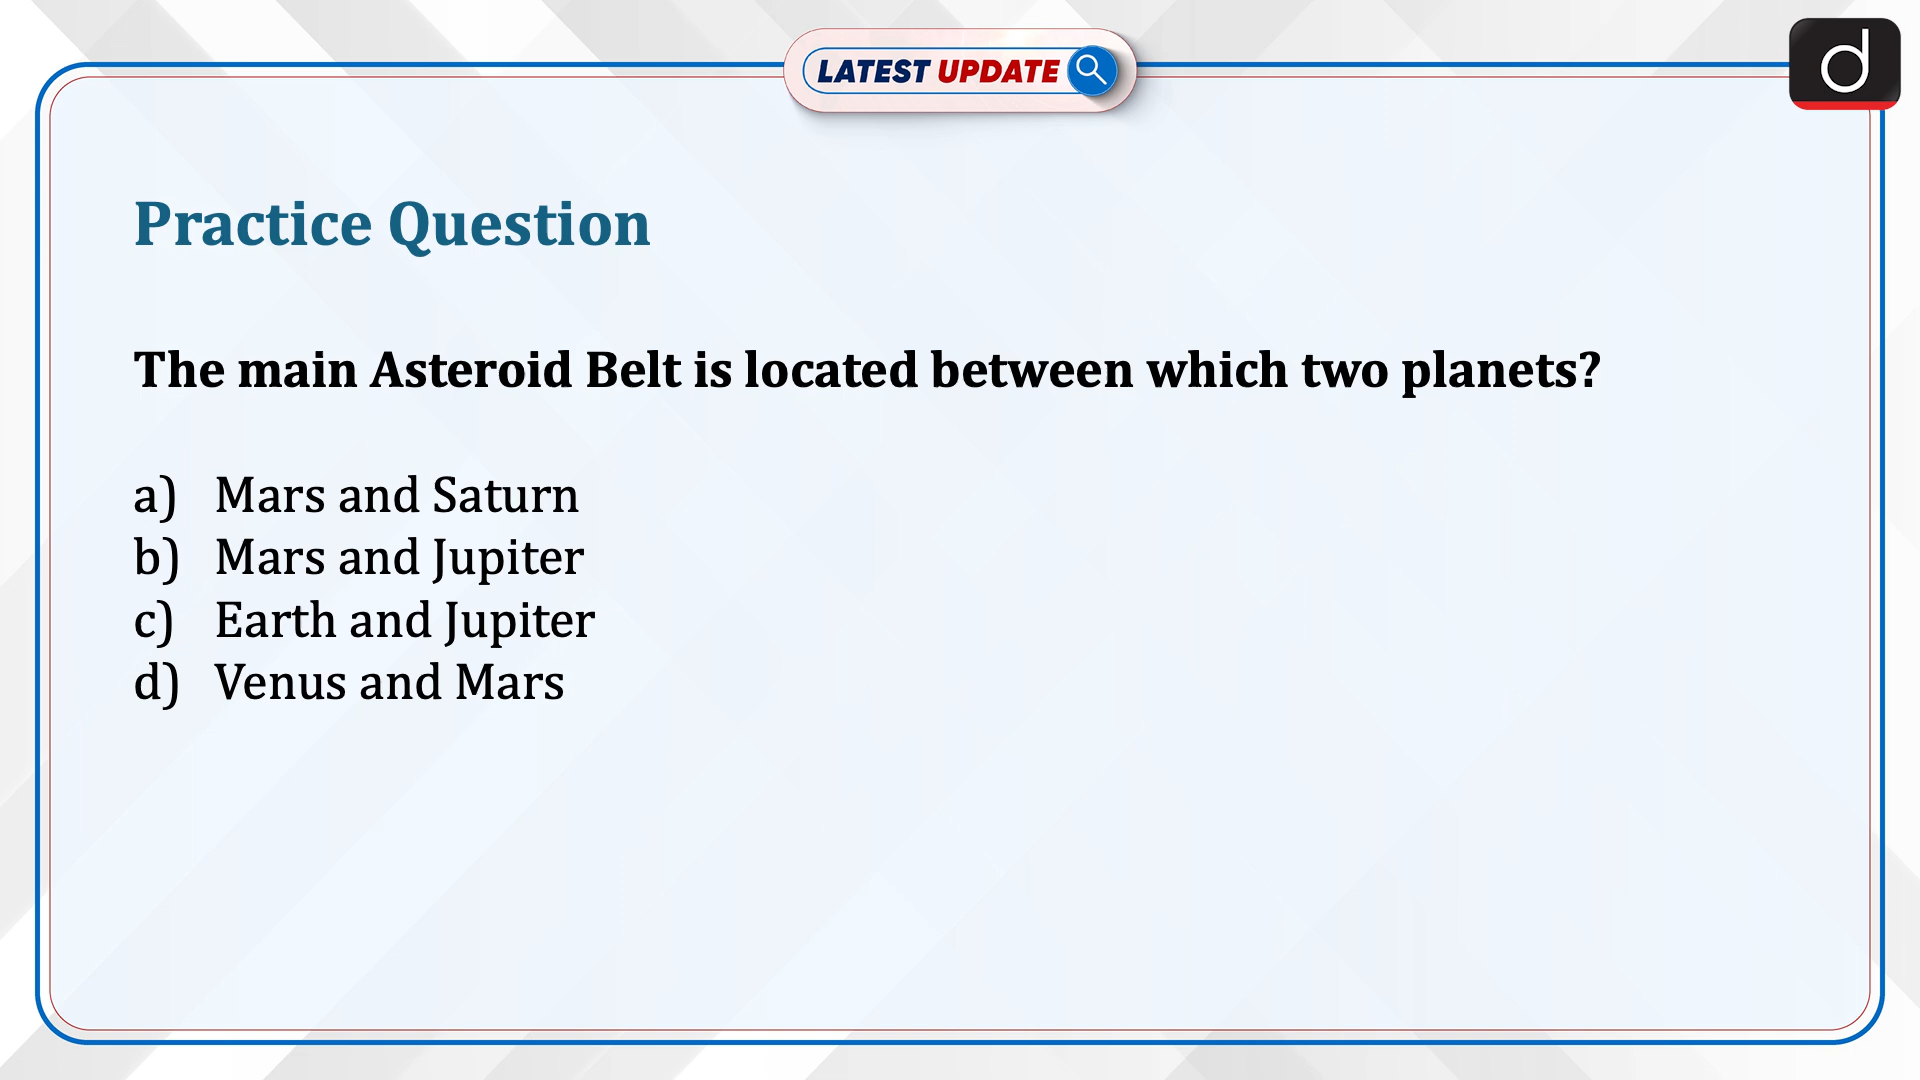 LATEST UPDATE
d
Practice Question
The main Asteroid Belt is located between which two planets?
a) Mars and Saturn
b) Mars and Jupiter
c) Earth and Jupiter
d) Venus and Mars